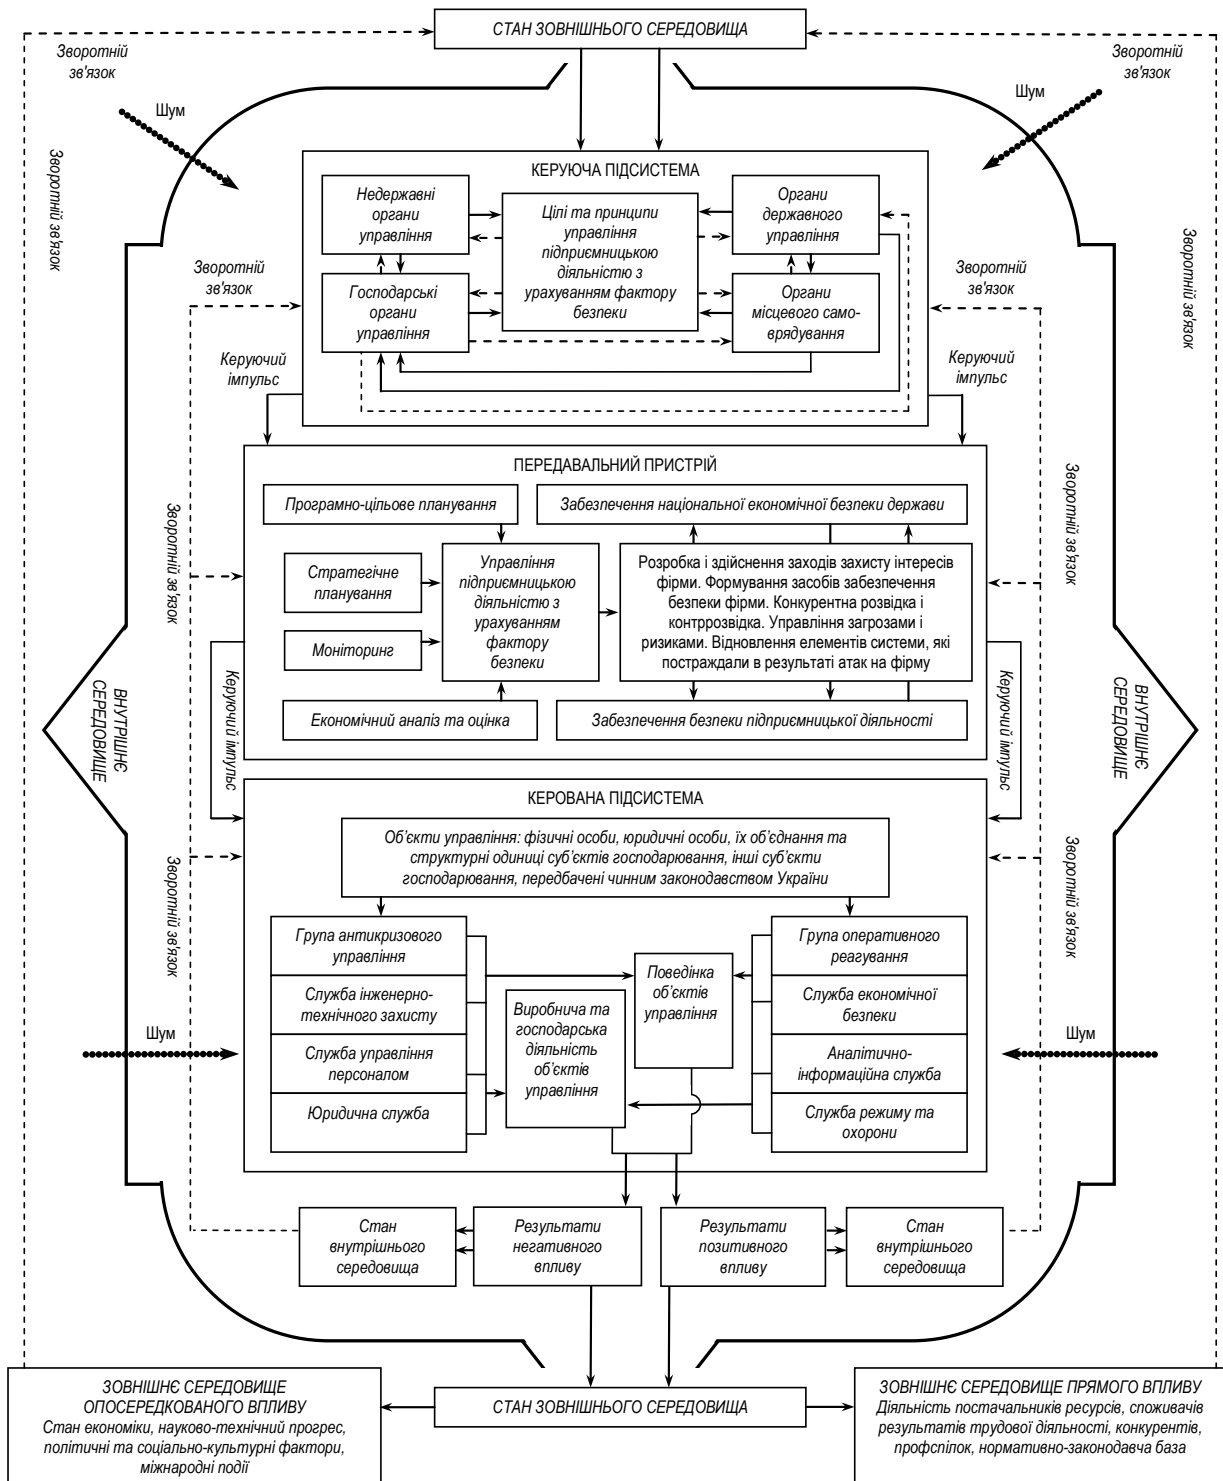 СТАН ЗОВНІШНЬОГО СЕРЕДОВИЩА
Зворотній
зв'язок
Зворотній
зв'язок
Шум
Шум
Зворотній зв'язок
Зворотній зв'язок
КЕРУЮЧА ПІДСИСТЕМА
Недержавні
органи
управління
Цілі та принципи
управління
підприємницькою
діяльністю з
урахуванням фактору
безпеки
Органи
державного
управління
Господарські
органи
управління
Органи
місцевого само-
врядування
Зворотній
зв'язок
Зворотній
зв'язок
Керуючий
імпульс
Керуючий
імпульс
ПЕРЕДАВАЛЬНИЙ ПРИСТРІЙ
Програмно-цільове планування
Забезпечення національної економічної безпеки держави
Стратегічне
планування
Моніторинг
Управління
підприємницькою
діяльністю з
урахуванням
фактору
безпеки
Розробка і здійснення заходів захисту інтересів
фірми. Формування засобів забезпечення
безпеки фірми. Конкурентна розвідка і
контррозвідка. Управління загрозами і
ризиками. Відновлення елементів системи, які
постраждали в результаті атак на фірму
Економічний аналіз та оцінка
Забезпечення безпеки підприємницької діяльності
Зворотній зв'язок
Зворотній зв'язок
Керуючий імпульс
Керуючий імпульс
ВНУТРІШНЄ
СЕРЕДОВИЩЕ
ВНУТРІШНЄ
СЕРЕДОВИЩЕ
КЕРОВАНА ПІДСИСТЕМА
Об'єкти управління: фізичні особи, юридичні особи, їх об'єднання та
структурні одиниці суб'єктів господарювання, інші суб'єкти
господарювання, передбачені чинним законодавством України
Зворотній зв'язок
Зворотній зв'язок
Група антикризового
управління
Служба інженерно-
технічного захисту
Служба управління
персоналом
Юридична служба
Виробнича та
господарська
діяльність
об'єктів
управління
Поведінка
об'єктів
управління
Група оперативного
реагування
Служба економічної
безпеки
Аналітично-
інформаційна служба
Служба режиму та
охорони
Шум
Шум
Стан
внутрішнього
середовища
Результати
негативного
впливу
Результати
позитивного
впливу
Стан
внутрішнього
середовища
ЗОВНІШНЄ СЕРЕДОВИЩЕ
ОПОСЕРЕДКОВАНОГО ВПЛИВУ
Стан економіки, науково-технічний прогрес,
політичні та соціально-культурні фактори,
міжнародні події
СТАН ЗОВНІШНЬОГО СЕРЕДОВИЩА
ЗОВНІШНЄ СЕРЕДОВИЩЕ ПРЯМОГО ВПЛИВУ
Діяльність постачальників ресурсів, споживачів
результатів трудової діяльності, конкурентів,
профспілок, нормативно-законодавча база